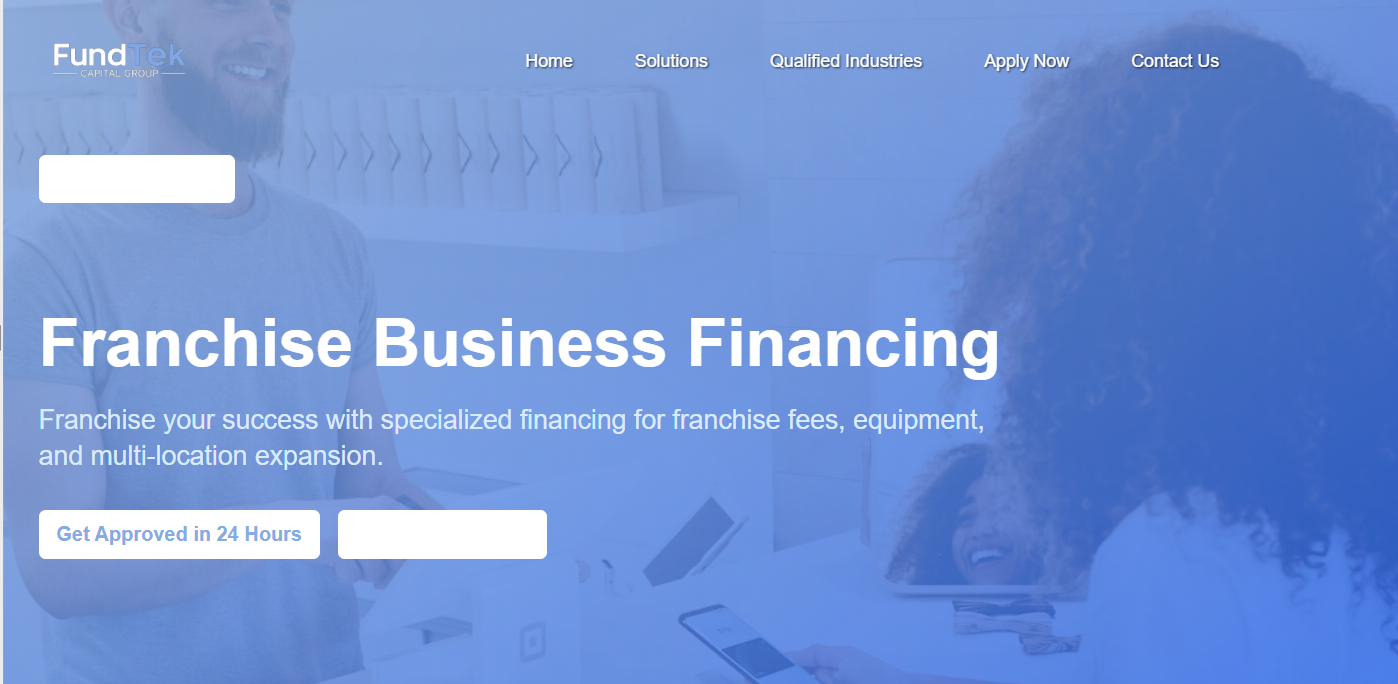 FundTek
CAPITAL GROUP
Home Solutions Qualified Industries Apply Now Contact Us
Franchise Business Financing
Franchise your success with specialized financing for franchise fees, equipment,
and multi-location expansion.
Get Approved in 24 Hours